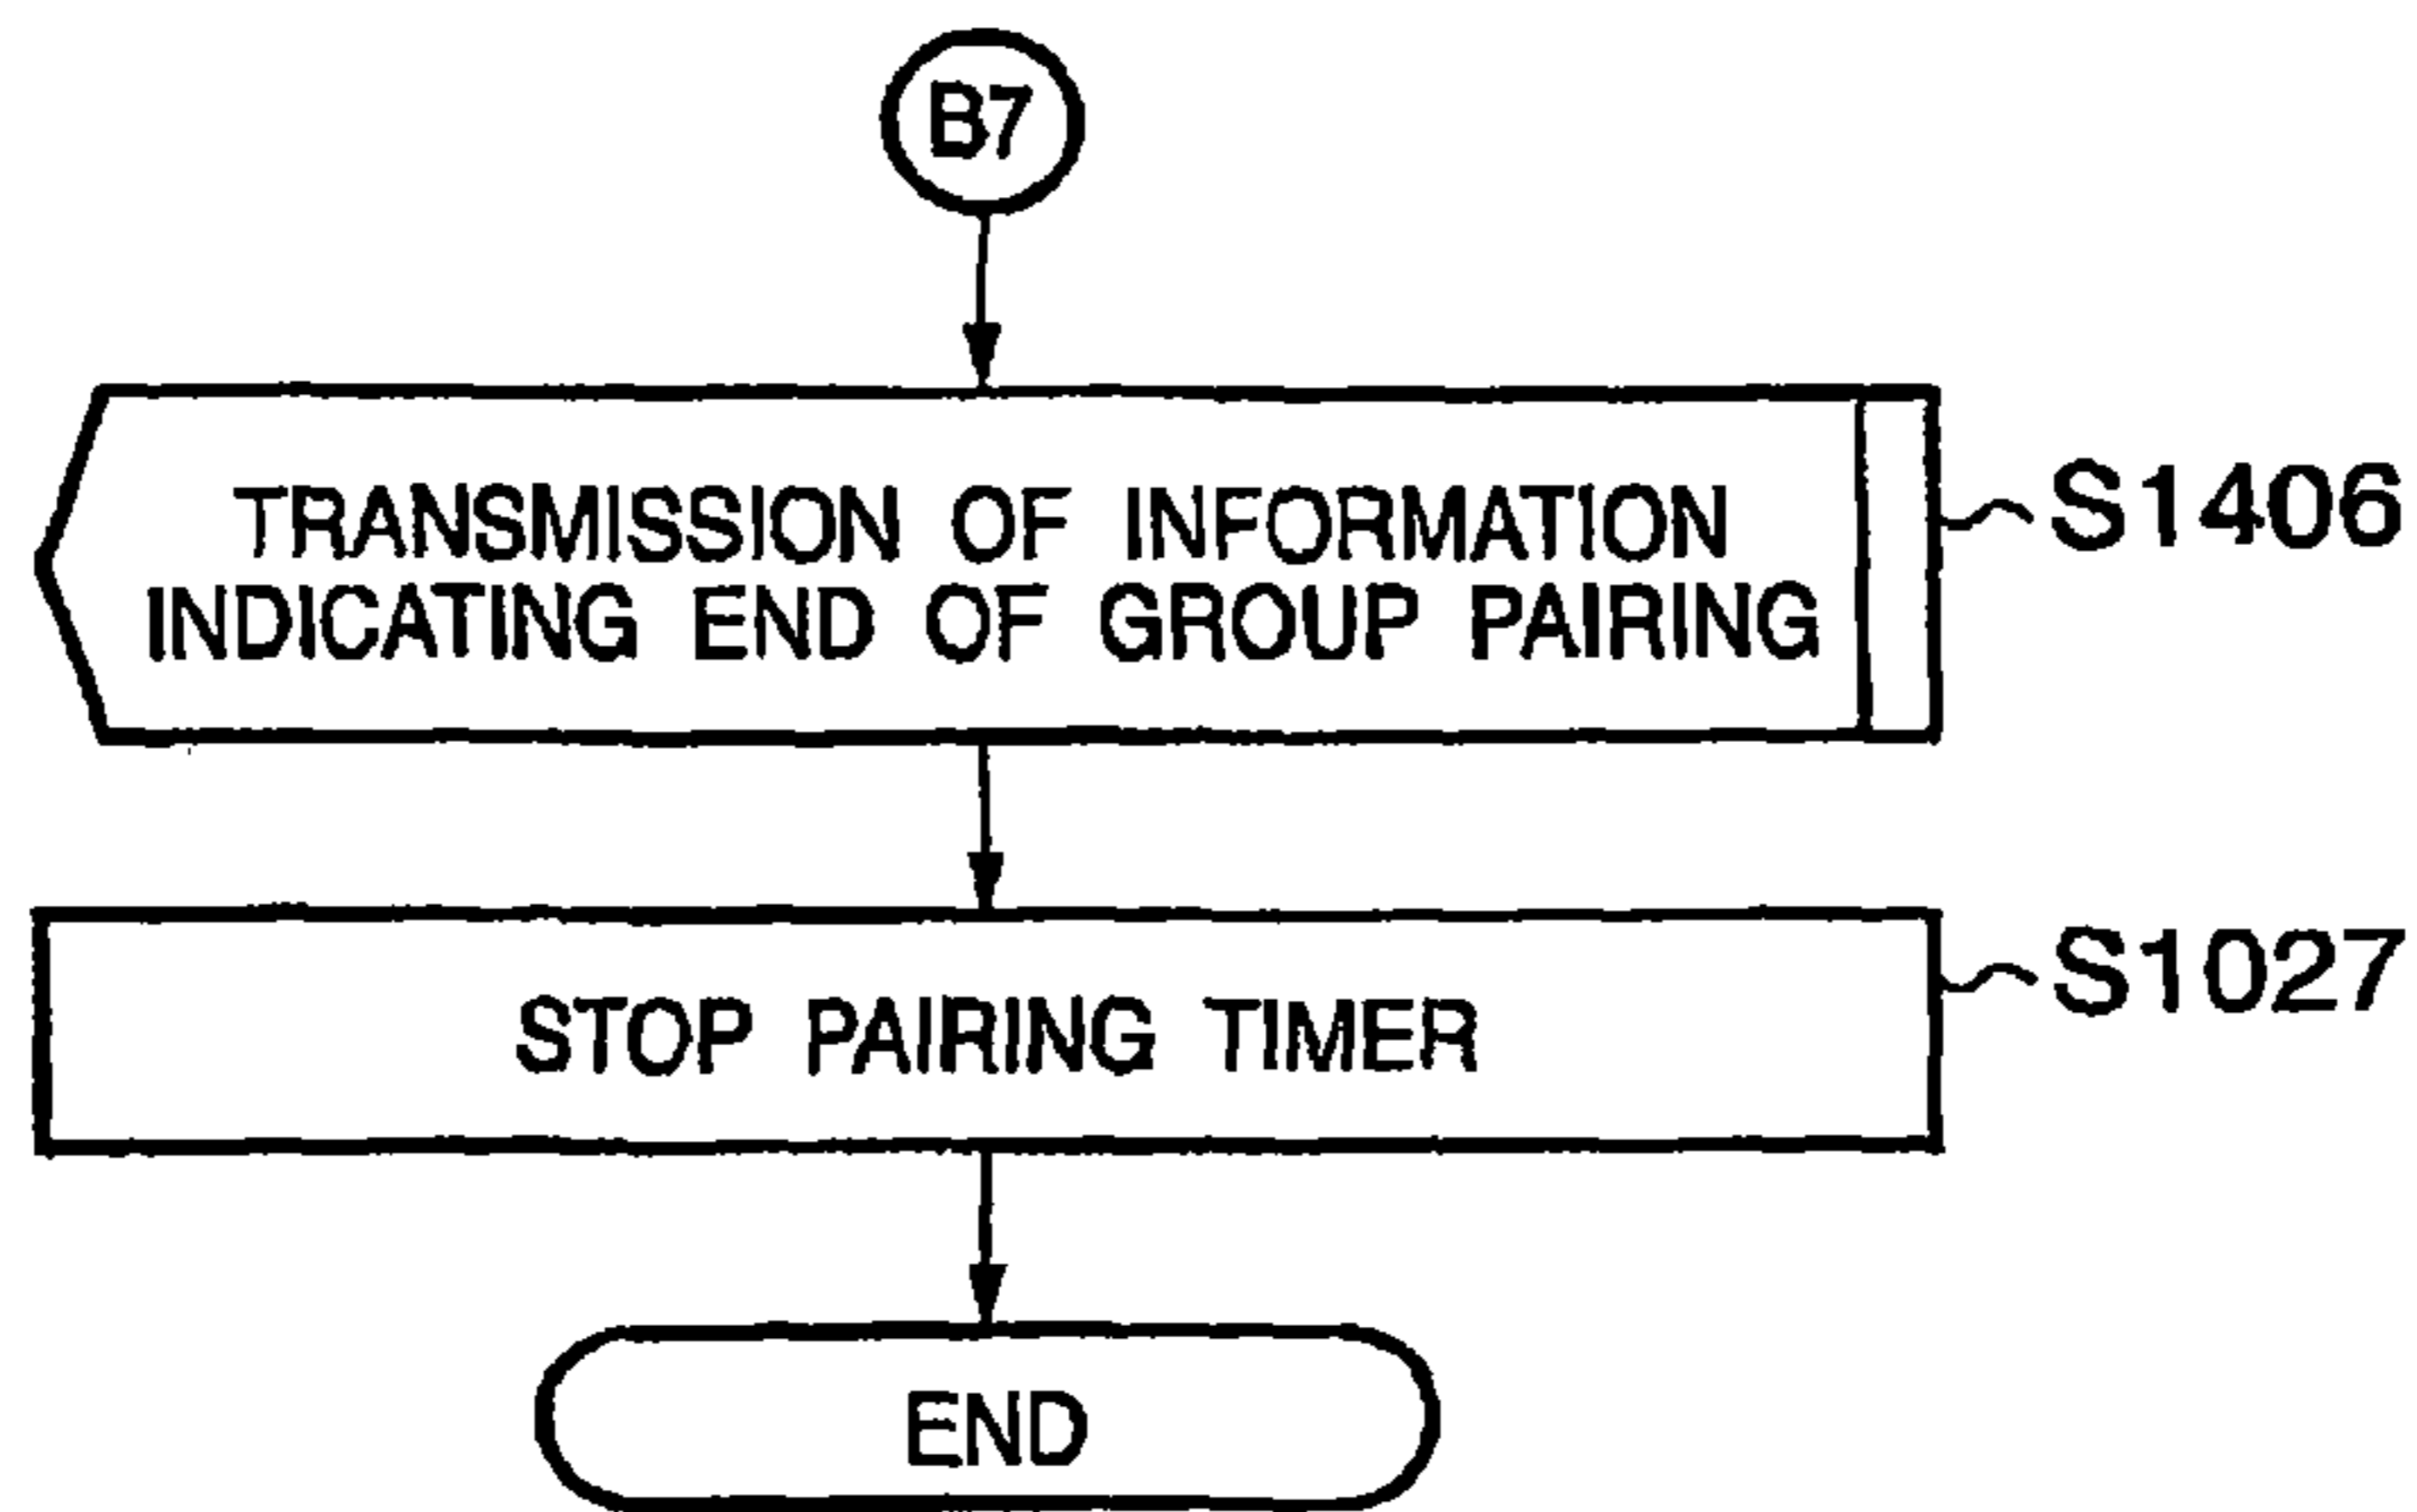 B7
TRANSMISSION OF INFORMATION
INDICATING END OF GROUP PAIRING
S1406
STOP PAIRING TIMER
S1027
END